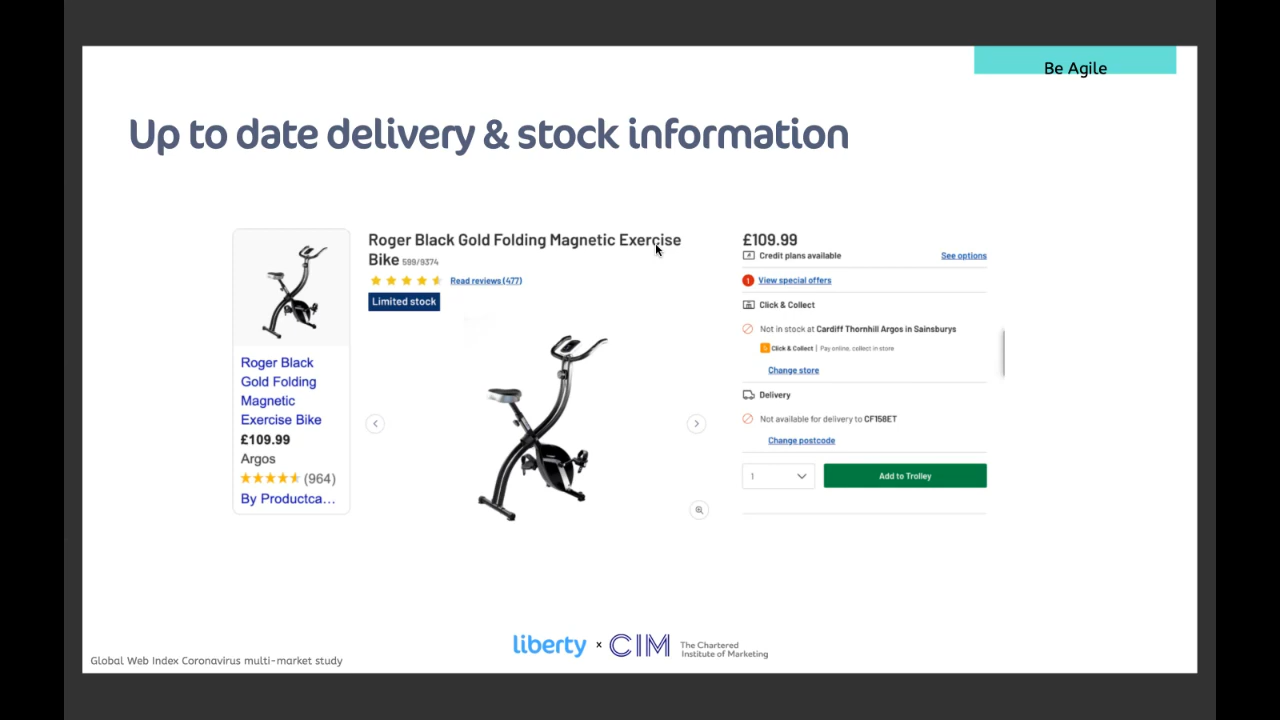 Be Agile
Up to date delivery & stock information
Roger Black
Gold Folding
Magnetic
Exercise Bike
£109.99
Argos
(964)
By Productca...
Roger Black Gold Folding Magnetic Exercise
Bike 599/9374
Read reviews (477)
Limited stock
£109.99
Credit plans available
See options
1 View special offers
Click & Collect
Not in stock at Cardiff Thornhill Argos in Sainsburys
Click & Collect | Pay online, collect in store
Change store
Delivery
Not available for delivery to CF158ET
Change postcode
1
Add to Trolley
liberty x CIM The Chartered
Institute of Marketing
Global Web Index Coronavirus multi-market study